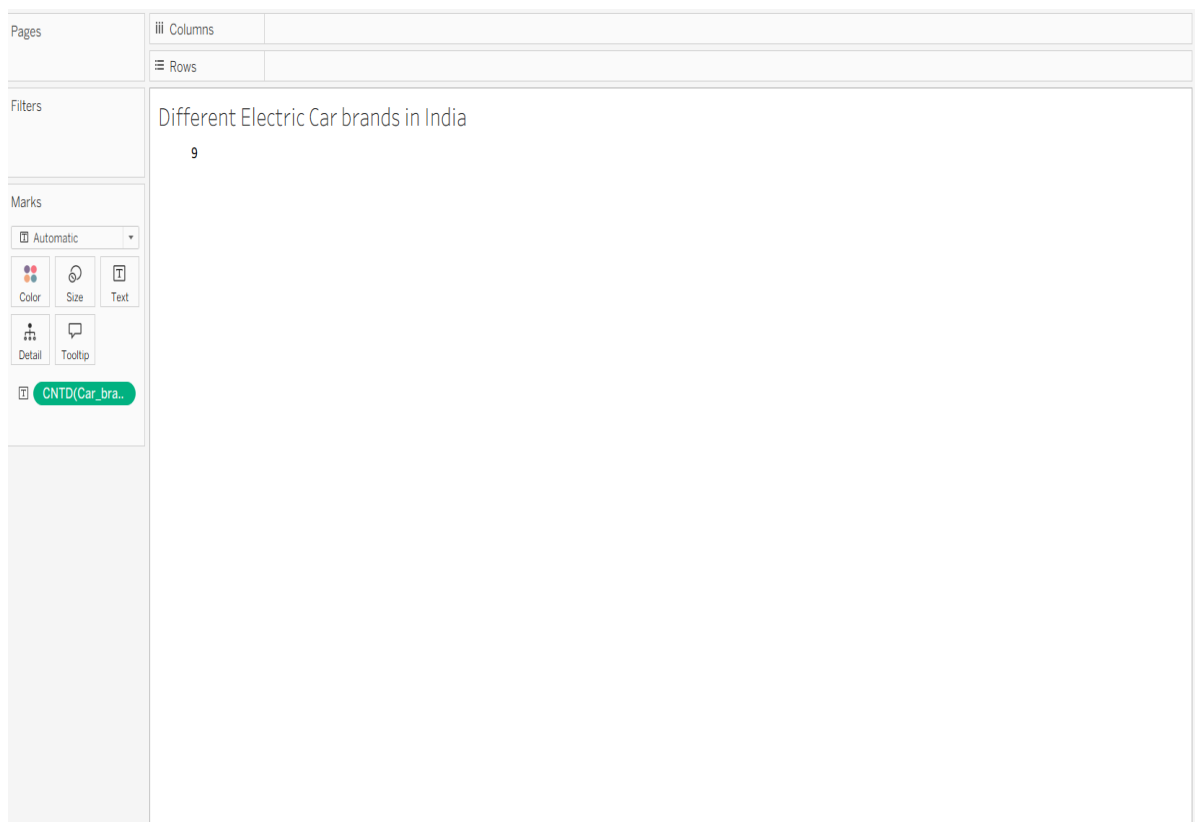 Pages
Columns
Rows
Filters
Different Electric Car brands in India
9
Marks
Automatic
Color Size Text
Detail Tooltip
CNTD(Car_bra..